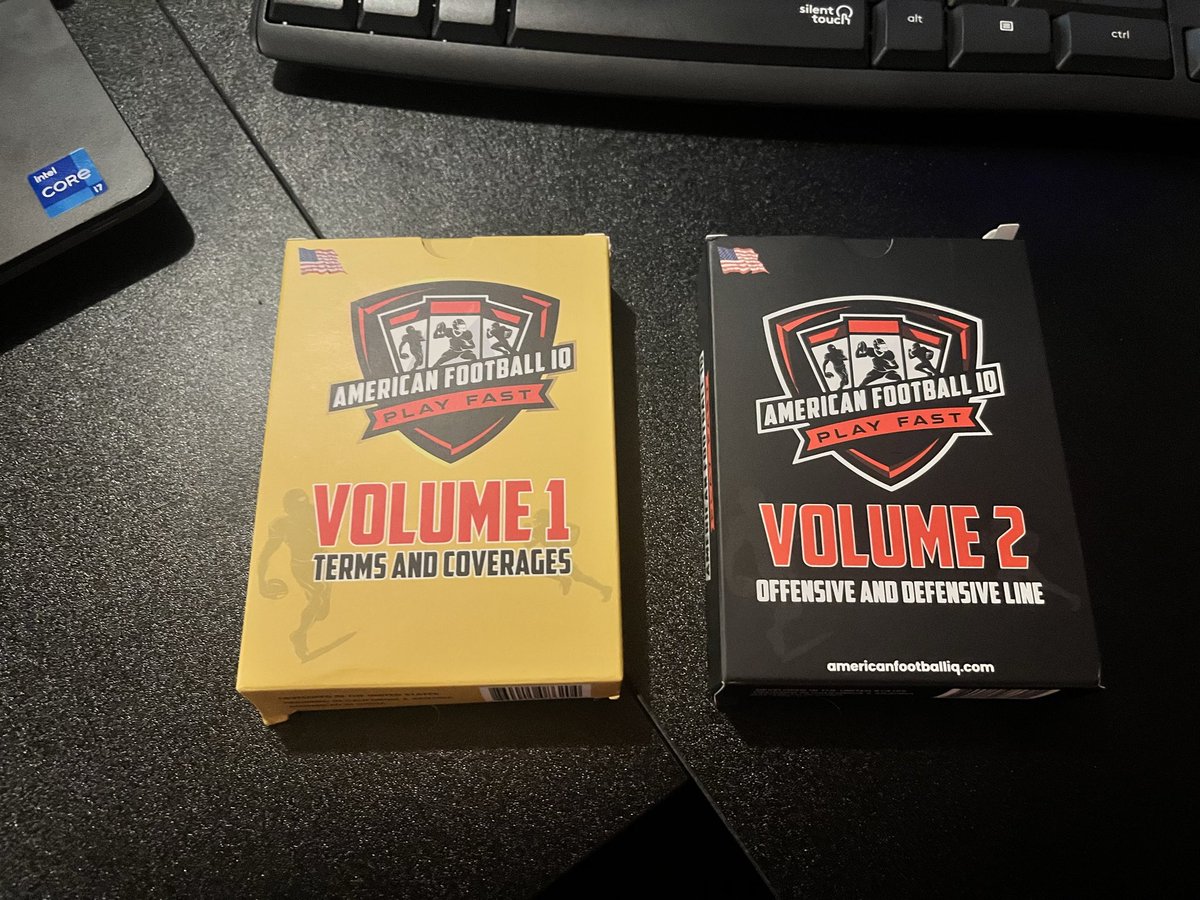 silent
touch
alt
ctrl
intel
CORE
i7
AMERICAN FOOTBALL IQ
PLAY FAST
VOLUME 1
TERMS AND COVERAGES
AMERICAN FOOTBALL IQ
PLAY FAST
VOLUME 2
OFFENSIVE AND DEFENSIVE LINE
americanfootballiq.com